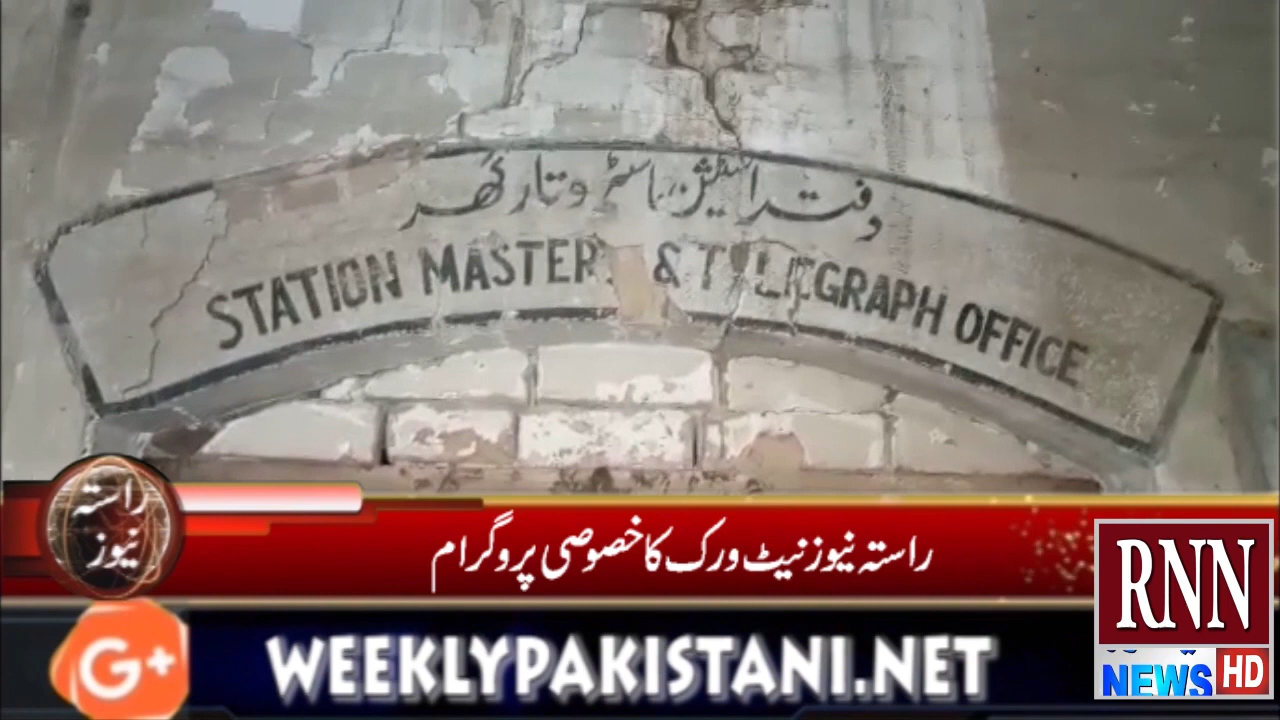 دفتر اسٹیشن ماسٹر و تار گھر
STATION MASTER & TELEGRAPH OFFICE
راستہ نیوز
راستہ نیوز نیٹ ورک کا خصوصی پروگرام
G+
WEEKLYPAKISTANI.NET
RNN
NEWS HD